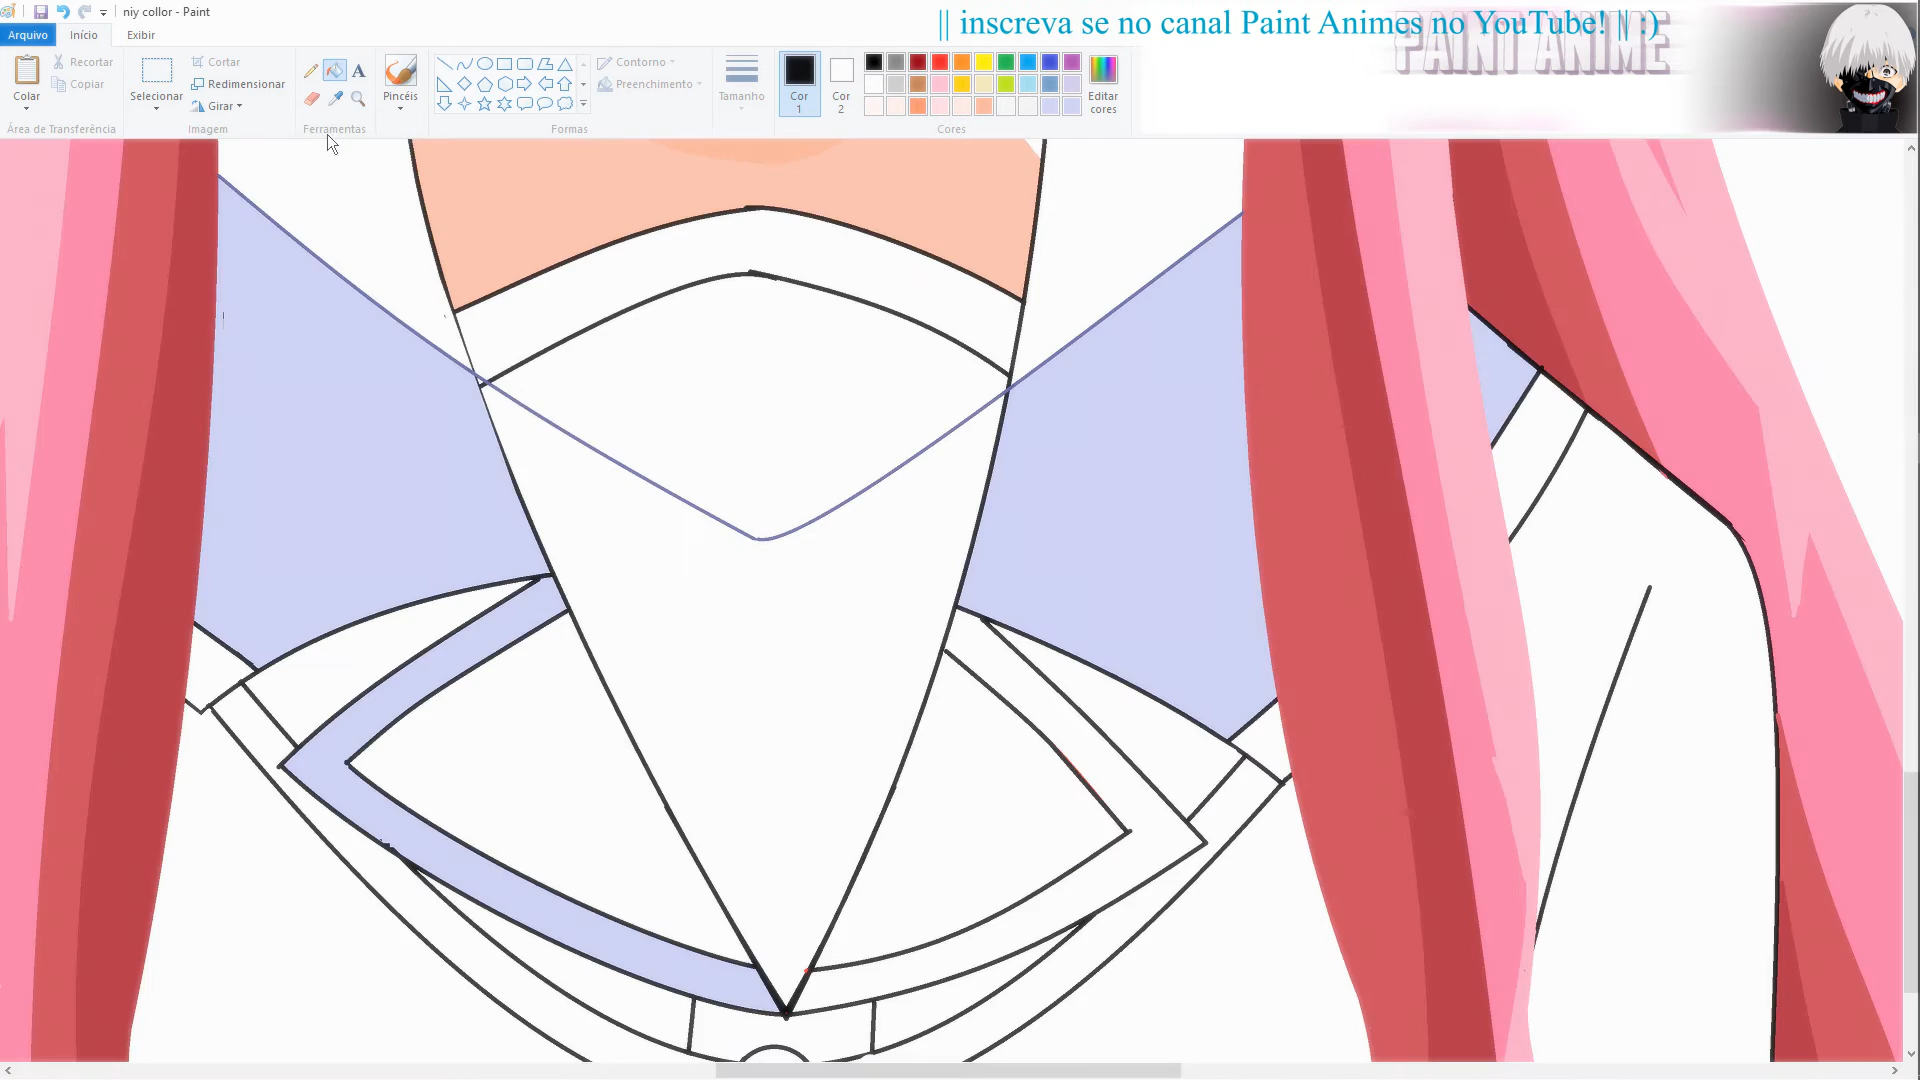 niy collor - Paint
|| inscreva se no canal Paint Animes no YouTube! || :)
PAINT ANIME
Arquivo
Início
Exibir
Colar
Recortar
Copiar
Área de Transferência
Selecionar
Cortar
Redimensionar
Girar
Imagem
A
Ferramentas
Pincéis
Contorno
Preenchimento
Formas
Tamanho
Cor 1
Cor 2
Editar cores
Cores